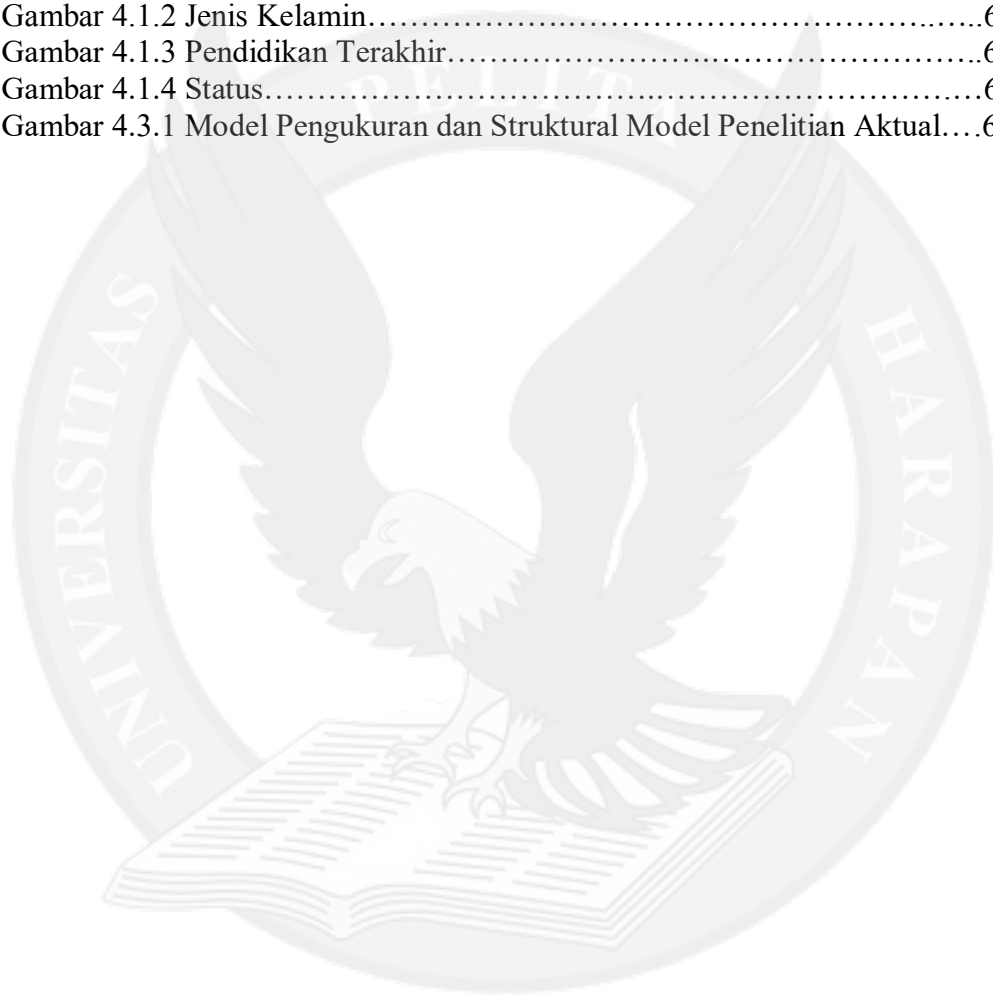 Gambar 4.1.2 Jenis Kelamin…...………………………………………..…..6
Gambar 4.1.3 Pendidikan Terakhir…………………….………………………..6
Gambar 4.1.4 Status………………………………….…………………………….…6
Gambar 4.3.1 Model Pengukuran dan Struktural Model Penelitian Aktual….6
UNIVERSITAS PELITA HARAPAN